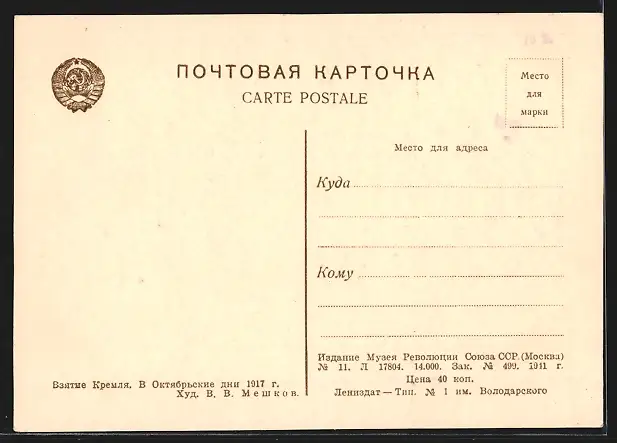 ПОЧТОВАЯ КАРТОЧКА
CARTE POSTALE
Место
для
марки
Место для адреса
Куда
Кому
Взятие Кремля. В Октябрьские дни 1917 г.
Худ. В. В. Мешков.
Издание Музея Революции Союза ССР. (Москва)
№ 11. Л 17804. 14.000. Зак. № 499. 1941 г.
Цена 40 коп.
Лениздат — Тип. № 1 им. Володарского